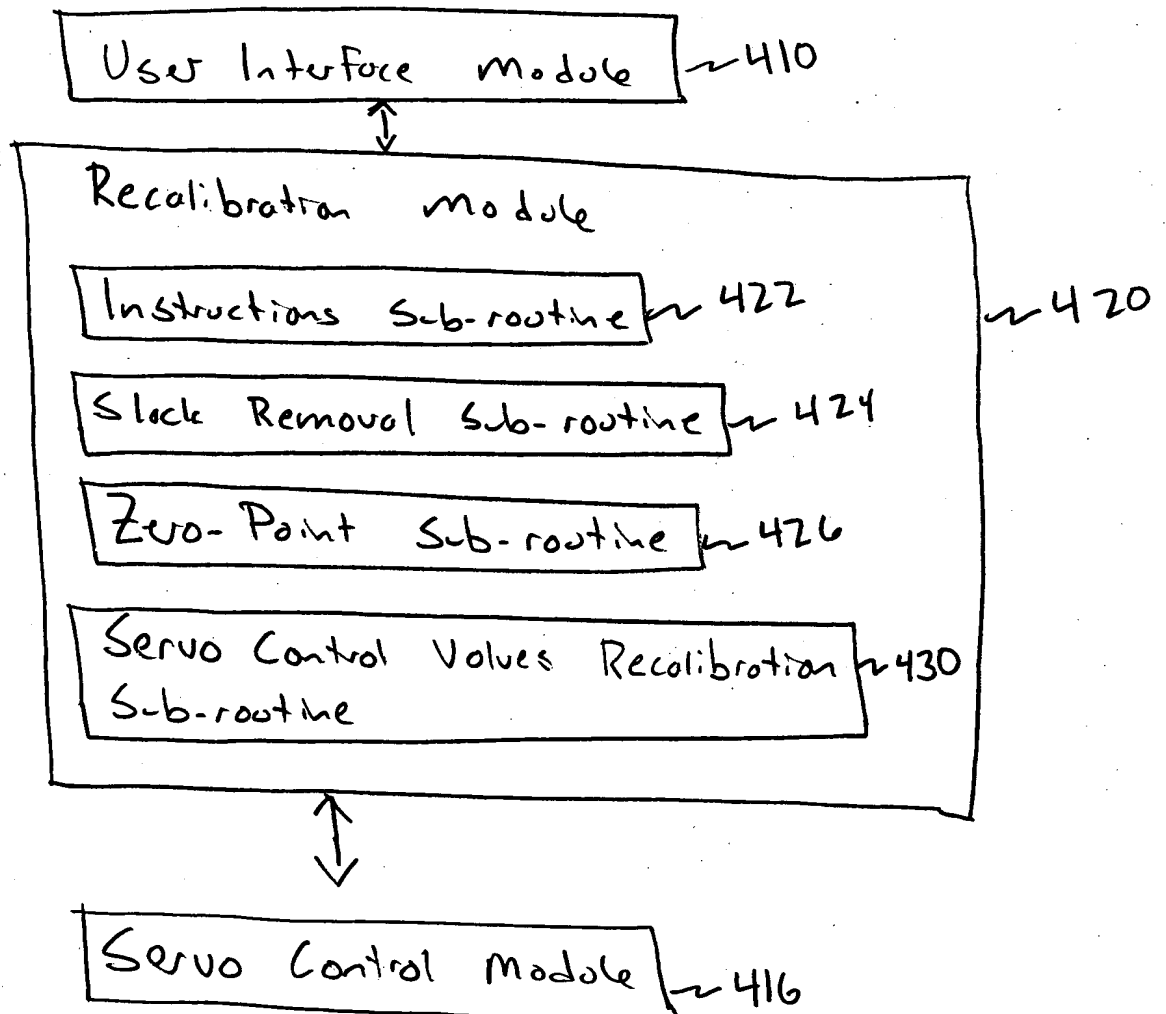 User Interface Module 410
Recalibration Module
420
Instructions Sub-routine 422
Slack Removal Sub-routine 424
Zero-Point Sub-routine 426
Servo Control Values Recalibration 430
Sub-routine
Servo Control Module 416